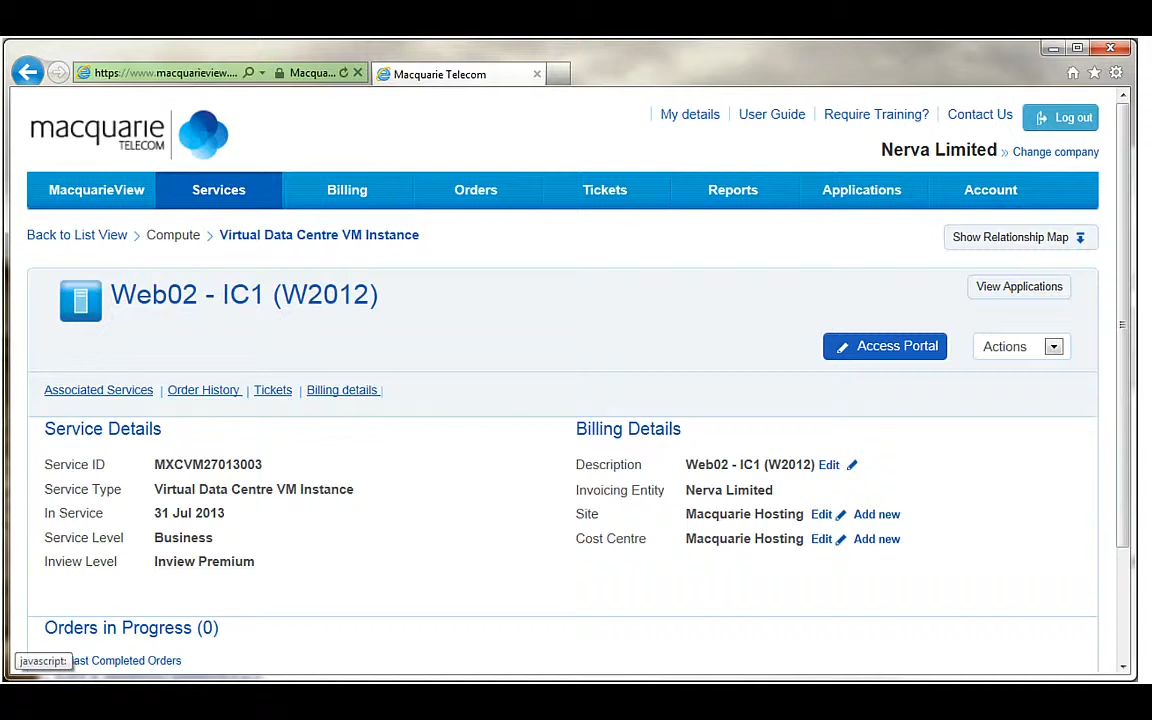 https://www.macquarieview.... Macqua... Macquarie Telecom
My details User Guide Require Training? Contact Us Log out
macquarie
TELECOM
Nerva Limited » Change company
MacquarieView Services Billing Orders Tickets Reports Applications Account
Back to List View > Compute > Virtual Data Centre VM Instance Show Relationship Map
Web02 - IC1 (W2012) View Applications
Access Portal Actions
Associated Services | Order History | Tickets | Billing details |
Service Details Billing Details
Service ID MXCVM27013003 Description Web02 - IC1 (W2012) Edit
Service Type Virtual Data Centre VM Instance Invoicing Entity Nerva Limited
In Service 31 Jul 2013 Site Macquarie Hosting Edit Add new
Service Level Business Cost Centre Macquarie Hosting Edit Add new
Inview Level Inview Premium
Orders in Progress (0)
javascript: ast Completed Orders